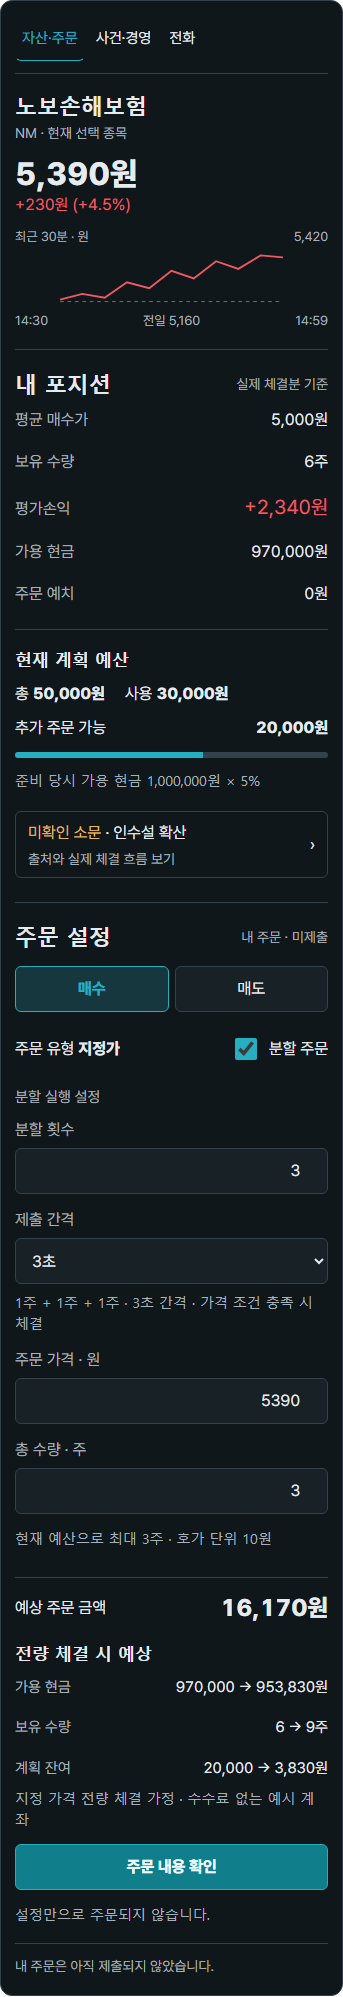 자산·주문 사건·경영 전화
노보손해보험
NM · 현재 선택 종목
5,390원
+230원 (+4.5%)
최근 30분 · 원 5,420
14:30 전일 5,160 14:59
내 포지션 실제 체결분 기준
평균 매수가 5,000원
보유 수량 6주
평가손익 +2,340원
가용 현금 970,000원
주문 예치 0원
현재 계획 예산
총 50,000원 사용 30,000원
추가 주문 가능 20,000원
준비 당시 가용 현금 1,000,000원 × 5%
미확인 소문 · 인수설 확산 ›
출처와 실제 체결 흐름 보기
주문 설정 내 주문 · 미제출
매수 매도
주문 유형 지정가 분할 주문
분할 실행 설정
분할 횟수
3
제출 간격
3초
1주 + 1주 + 1주 · 3초 간격 · 가격 조건 충족 시
체결
주문 가격 · 원
5390
총 수량 · 주
3
현재 예산으로 최대 3주 · 호가 단위 10원
예상 주문 금액 16,170원
전량 체결 시 예상
가용 현금 970,000 → 953,830원
보유 수량 6 → 9주
계획 잔여 20,000 → 3,830원
지정 가격 전량 체결 가정 · 수수료 없는 예시 계
좌
주문 내용 확인
설정만으로 주문되지 않습니다.
내 주문은 아직 제출되지 않았습니다.